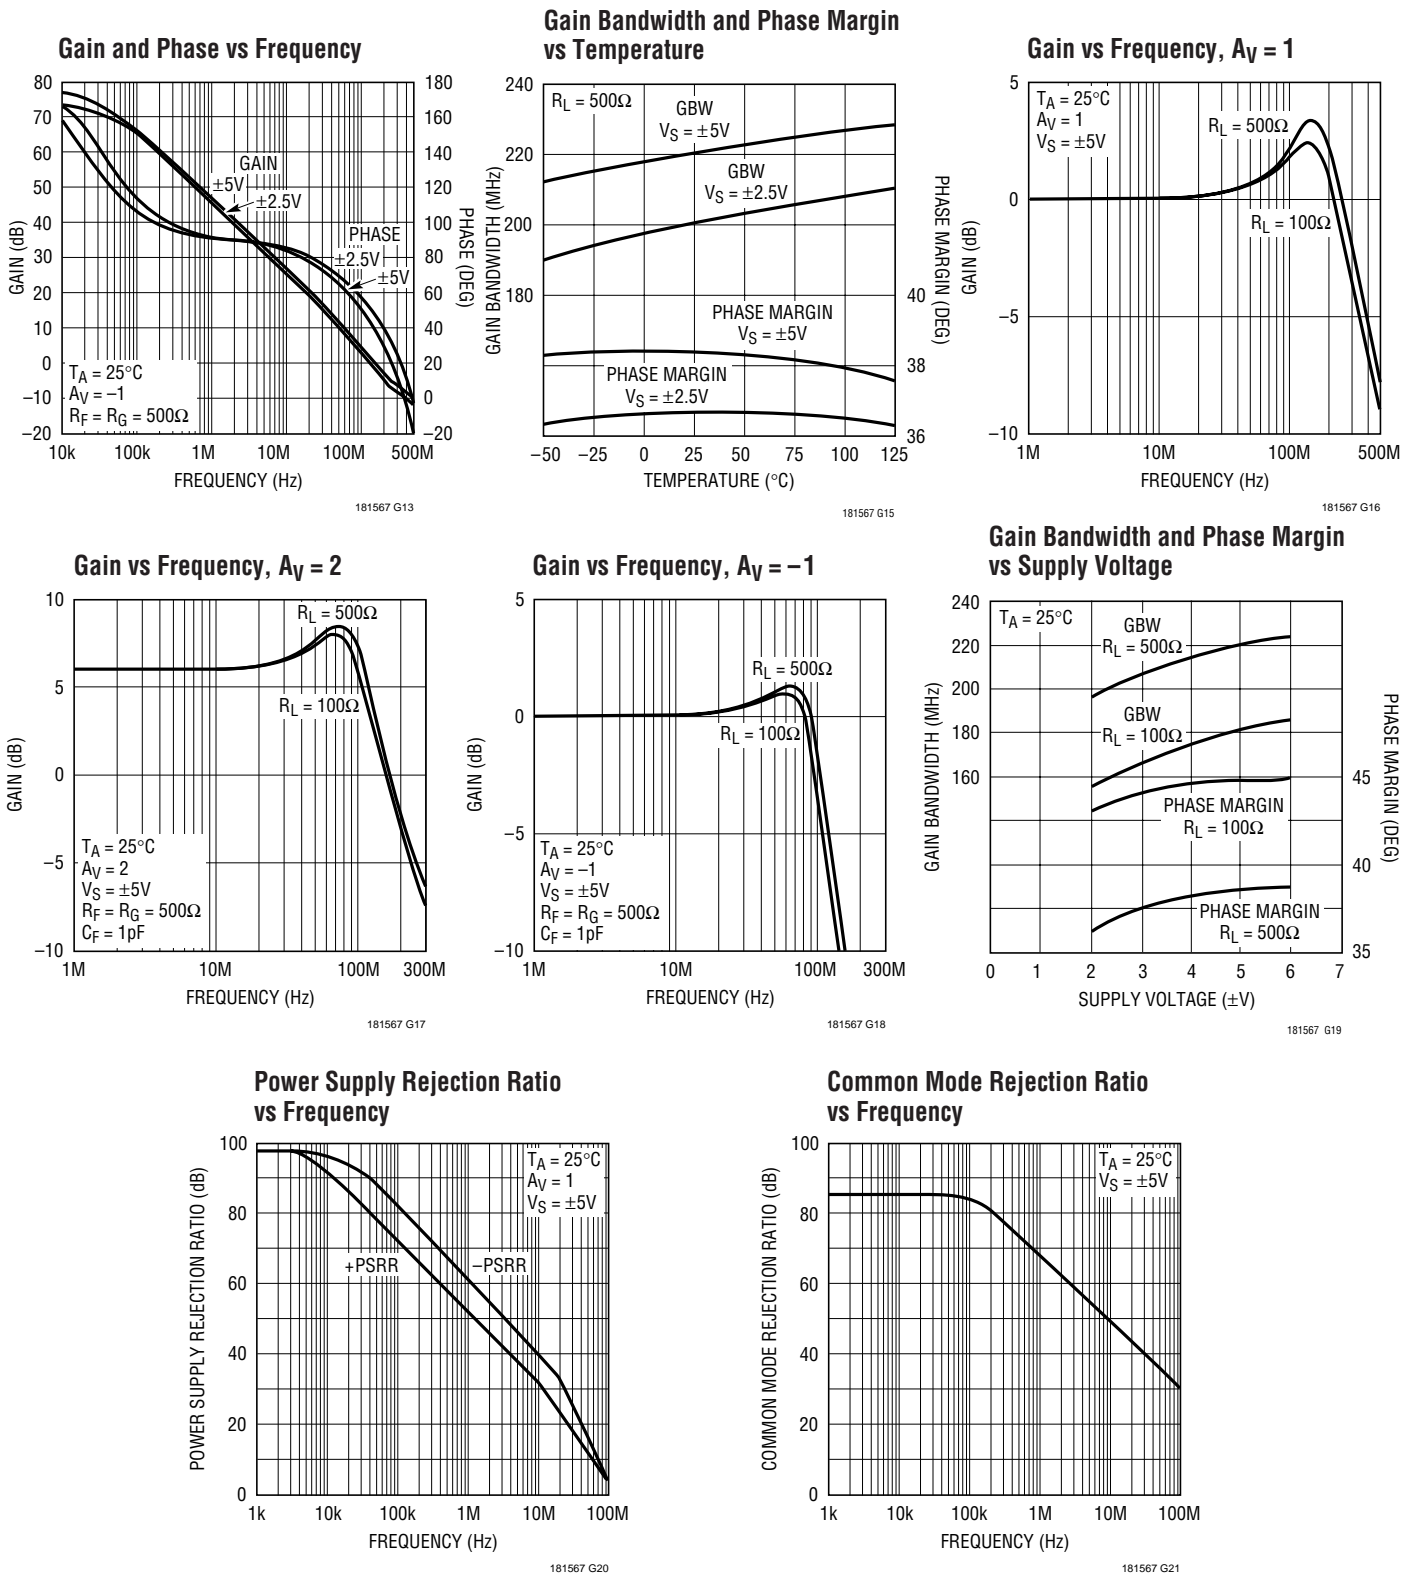 Gain and Phase vs Frequency
80
70
60
50
40
30
20
10
0
–10
–20
180
160
140
120
100
80
60
40
20
0
–20
GAIN (dB)
PHASE (DEG)
GAIN
±5V
±2.5V
PHASE
±2.5V
±5V
TA = 25°C
AV = –1
RF = RG = 500Ω
10k 100k 1M 10M 100M 500M
FREQUENCY (Hz)
181567 G13
Gain Bandwidth and Phase Margin
vs Temperature
240
220
200
180
40
38
36
GAIN BANDWIDTH (MHz)
PHASE MARGIN (DEG)
RL = 500Ω
GBW
VS = ±5V
GBW
VS = ±2.5V
PHASE MARGIN
VS = ±5V
PHASE MARGIN
VS = ±2.5V
–50 –25 0 25 50 75 100 125
TEMPERATURE (°C)
181567 G15
Gain vs Frequency, AV = 1
5
0
–5
–10
GAIN (dB)
TA = 25°C
AV = 1
VS = ±5V
RL = 500Ω
RL = 100Ω
1M 10M 100M 500M
FREQUENCY (Hz)
181567 G16
Gain vs Frequency, AV = 2
10
5
0
–5
–10
GAIN (dB)
RL = 500Ω
RL = 100Ω
TA = 25°C
AV = 2
VS = ±5V
RF = RG = 500Ω
CF = 1pF
1M 10M 100M 300M
FREQUENCY (Hz)
181567 G17
Gain vs Frequency, AV = –1
5
0
–5
–10
GAIN (dB)
RL = 500Ω
RL = 100Ω
TA = 25°C
AV = –1
VS = ±5V
RF = RG = 500Ω
CF = 1pF
1M 10M 100M 300M
FREQUENCY (Hz)
181567 G18
Gain Bandwidth and Phase Margin
vs Supply Voltage
240
220
200
180
160
45
40
35
GAIN BANDWIDTH (MHz)
PHASE MARGIN (DEG)
TA = 25°C
GBW
RL = 500Ω
GBW
RL = 100Ω
PHASE MARGIN
RL = 100Ω
PHASE MARGIN
RL = 500Ω
0 1 2 3 4 5 6 7
SUPPLY VOLTAGE (±V)
181567 G19
Power Supply Rejection Ratio
vs Frequency
100
80
60
40
20
0
POWER SUPPLY REJECTION RATIO (dB)
TA = 25°C
AV = 1
VS = ±5V
+PSRR
–PSRR
1k 10k 100k 1M 10M 100M
FREQUENCY (Hz)
181567 G20
Common Mode Rejection Ratio
vs Frequency
100
80
60
40
20
0
COMMON MODE REJECTION RATIO (dB)
TA = 25°C
VS = ±5V
1k 10k 100k 1M 10M 100M
FREQUENCY (Hz)
181567 G21